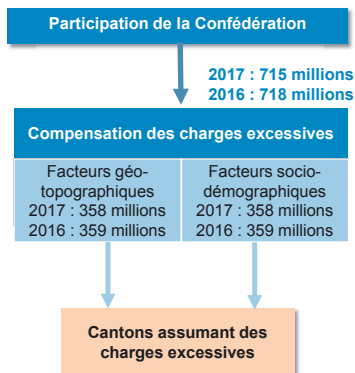 Participation de la Confédération
2017 : 715 millions
2016 : 718 millions
Compensation des charges excessives
Facteurs géo-
topographiques
2017 : 358 millions
2016 : 359 millions
Facteurs socio-
démographiques
2017 : 358 millions
2016 : 359 millions
Cantons assumant des
charges excessives